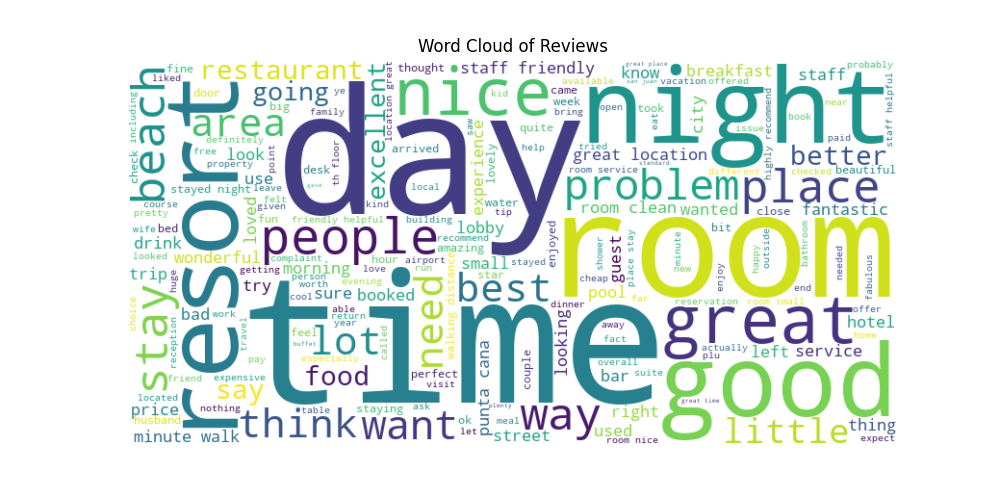 Word Cloud of Reviews
day
time
room
night
resort
good
great
nice
people
place
problem
best
stay
beach
area
way
want
think
little
lot
need
food
restaurant
going
excellent
staff friendly
know
breakfast
staff
probably
great place
san juan
vacation
offered
available
thought
came
week
bring
kid
quite
big
family
ye
fine
liked
door
definitely
free
property
point
look
use
stayed night
leave
felt
given
desk
th floor
gave
kind
local
arrived
location great
check including
course
pretty
loved
fun
friendly helpful
building
recommend
amazing
lobby
experience
saw
lovely
help
water
tip
tried
room service
standard
great location
open
took
eat
city
issue
near
book
paid
highly recommend
different
checked
beautiful
staff helpful
better
room clean
wanted
close
fantastic
wife
bed
looked
drink
wonderful
complaint
hour
airport
love
run
small
stayed
star
enjoyed
shower
guest
place stay
minute
new
bit
enjoy
happy
outside
bathroom
end
needed
fabulous
cheap
far
pool
reservation
room small
offer
hotel
home
trip
huge
getting
morning
person
evening
worth
cool
sure
booked
try
able
return
year
feel
buffet
called
especially
walking distance
looking
dinner
away
fact
overall
suite
bar
couple
actually
plu
left
service
bad
work
choice
reception
travel
pay
friend
expensive
located
say
price
nothing
husband
minute walk
table
staying
ask
perfect
visit
ok
let
meal
plenty
punta cana
street
right
used
room nice
great time
thing
expect